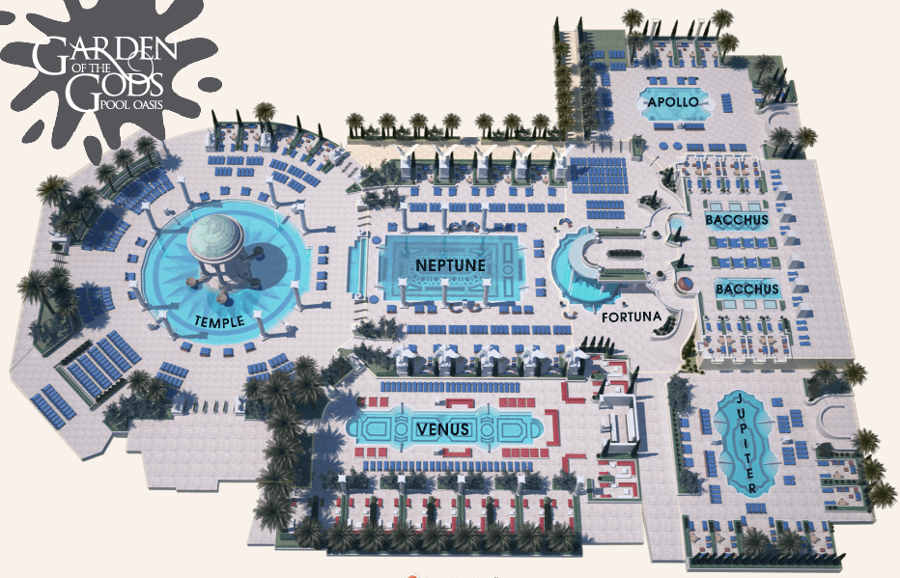 GARDEN
OF THE
GODS
POOL OASIS
APOLLO
BACCHUS
NEPTUNE
BACCHUS
TEMPLE
FORTUNA
VENUS
JUPITER